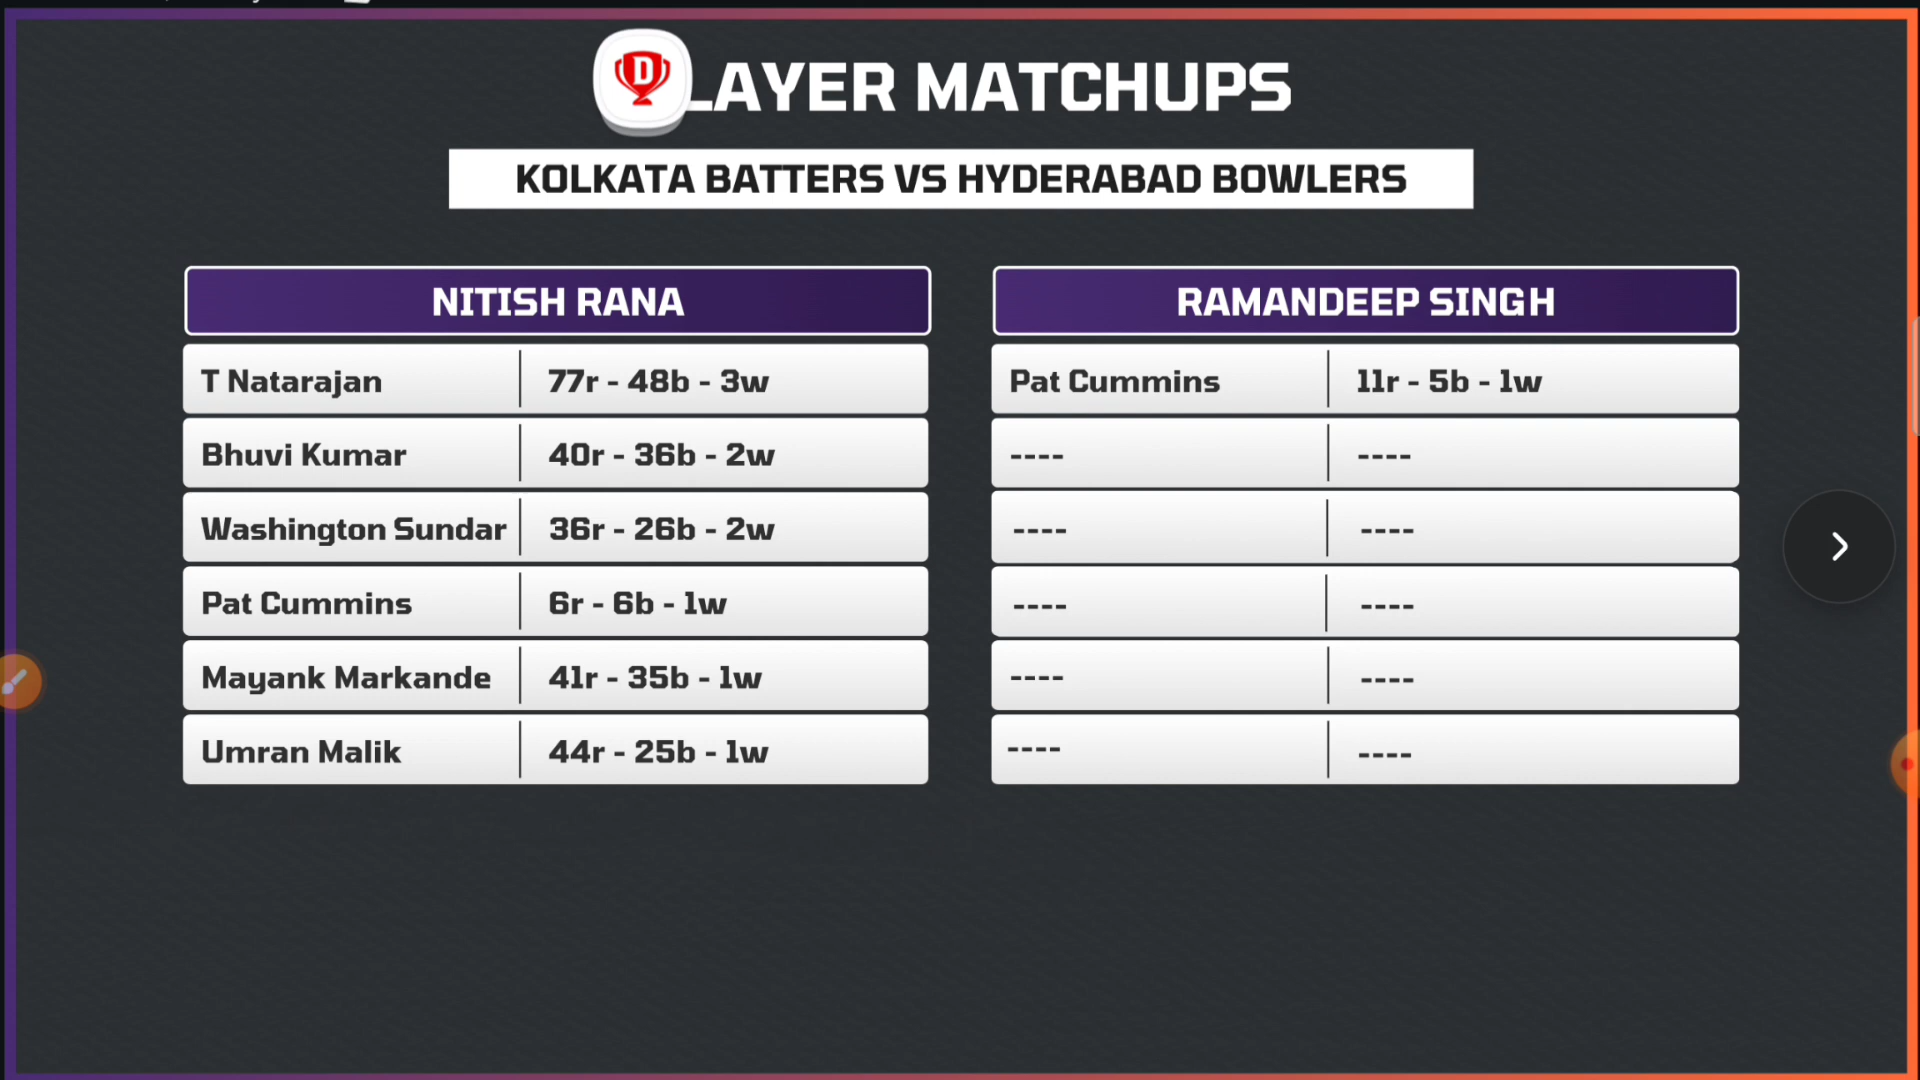 D
LAYER MATCHUPS
KOLKATA BATTERS VS HYDERABAD BOWLERS
NITISH RANA
T Natarajan 77r - 48b - 3w
Bhuvi Kumar 40r - 36b - 2w
Washington Sundar 36r - 26b - 2w
Pat Cummins 6r - 6b - 1w
Mayank Markande 41r - 35b - 1w
Umran Malik 44r - 25b - 1w
RAMANDEEP SINGH
Pat Cummins 11r - 5b - 1w
---- ----
---- ----
---- ----
---- ----
---- ----